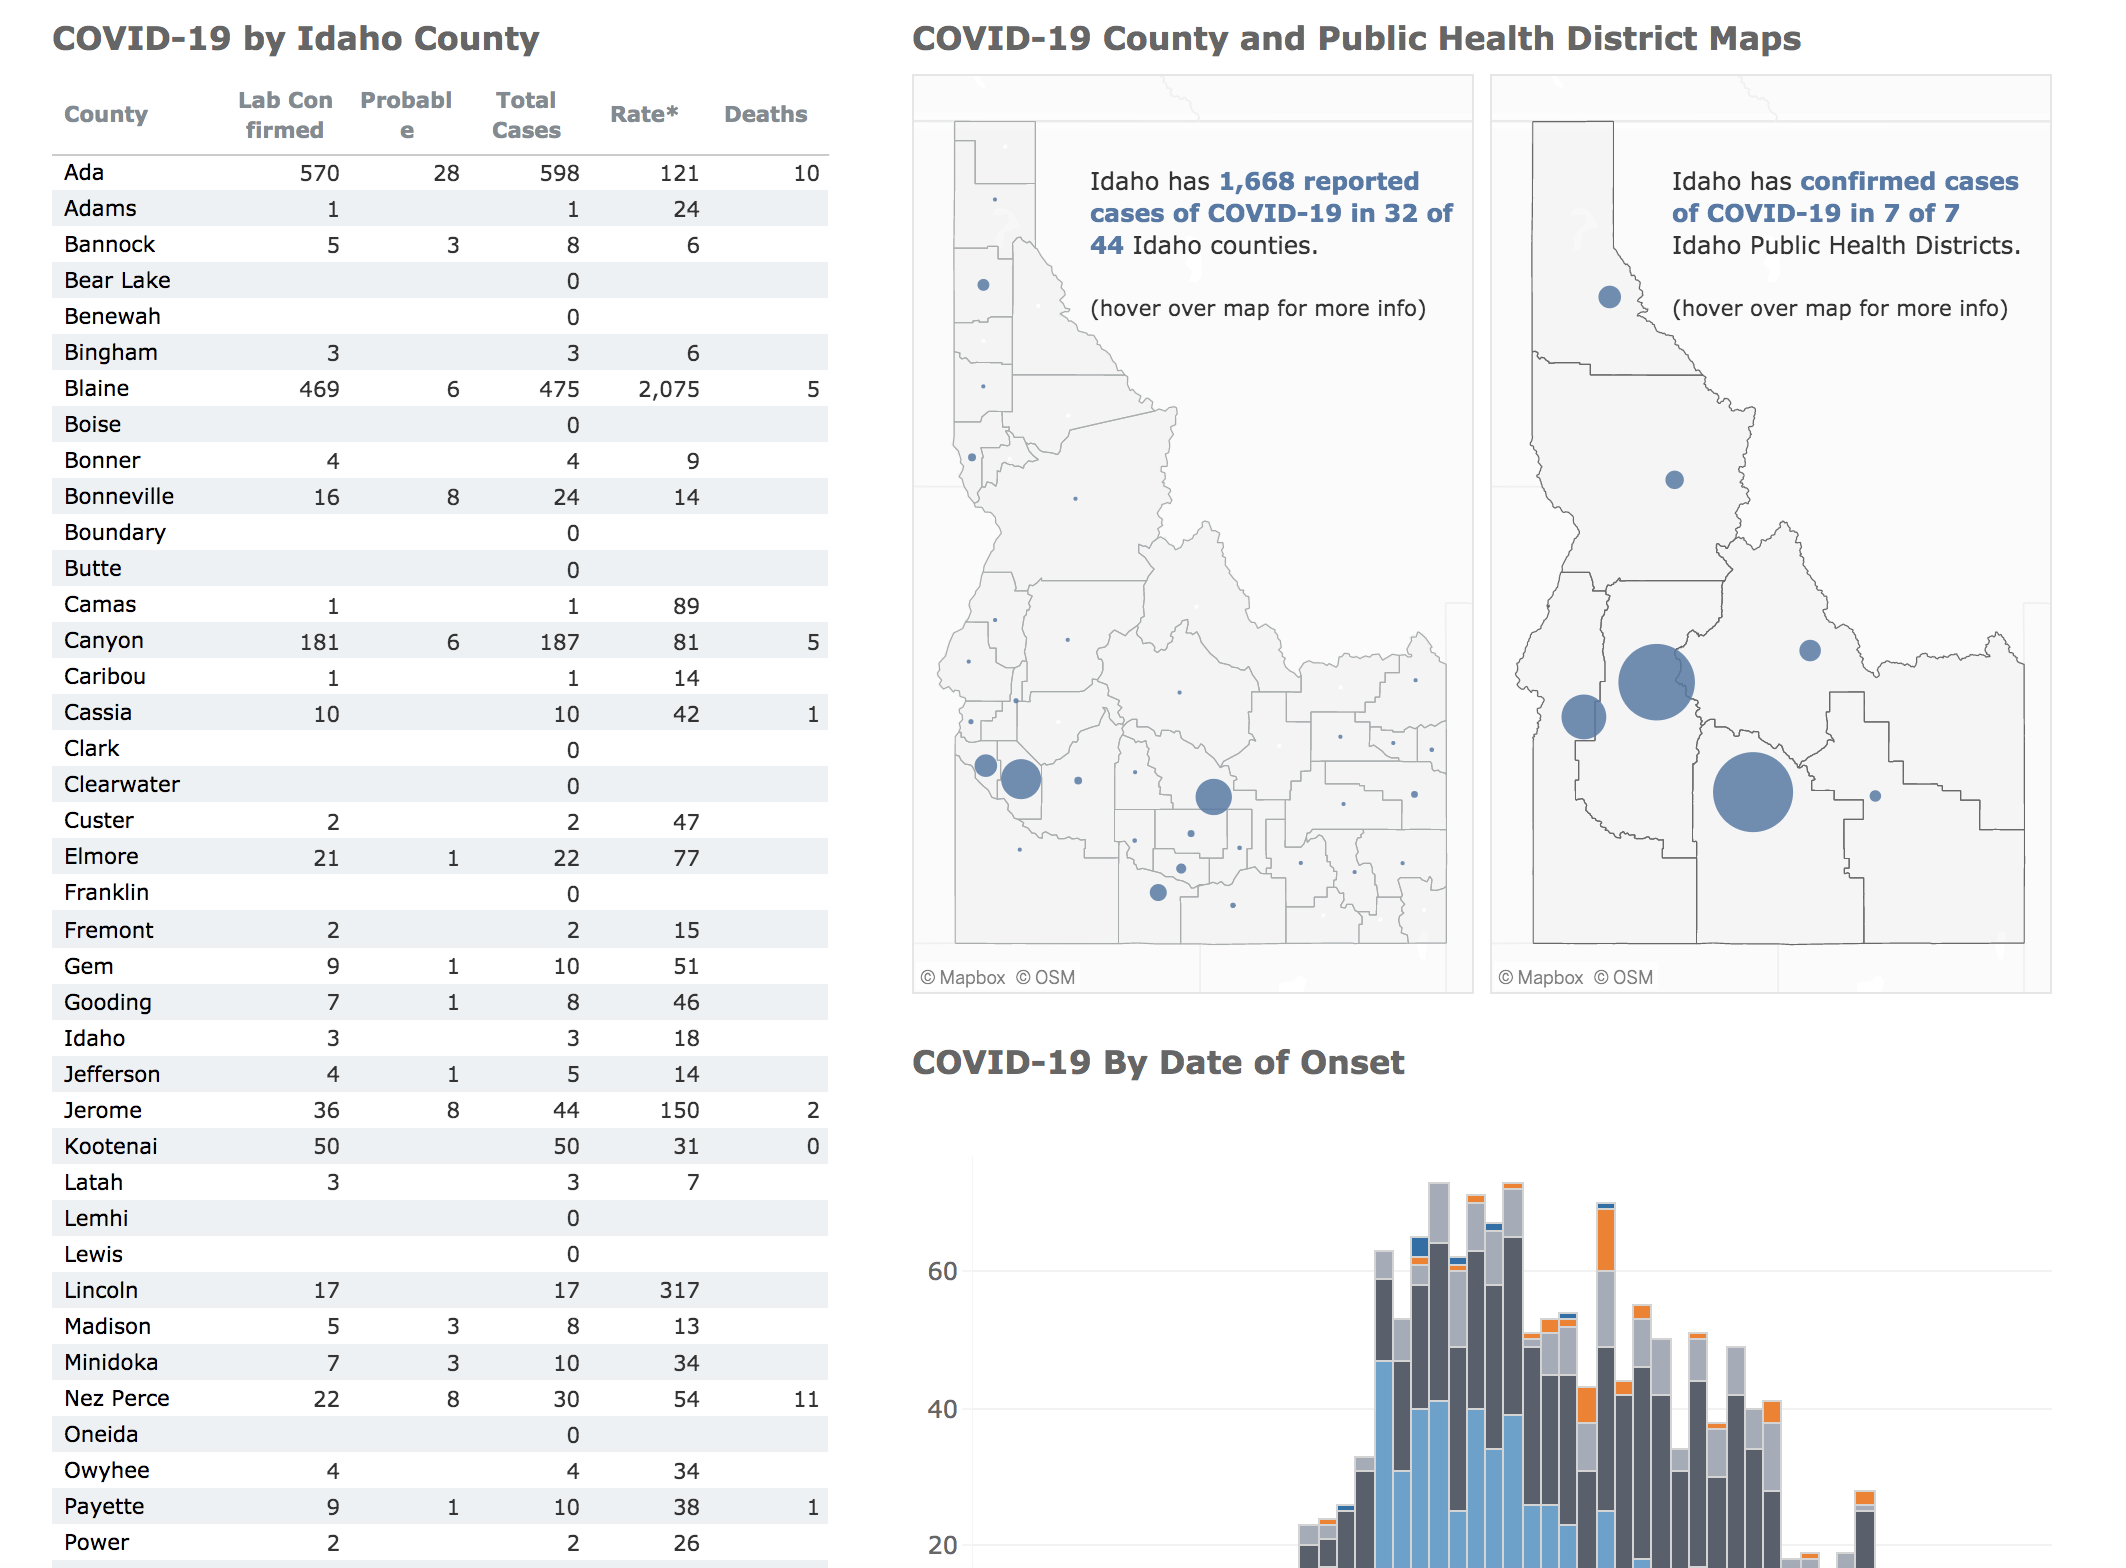 COVID-19 by Idaho County
County Lab Con Probabl Total Rate* Deaths
firmed e Cases
Ada 570 28 598 121 10
Adams 1 1 24
Bannock 5 3 8 6
Bear Lake 0
Benewah 0
Bingham 3 3 6
Blaine 469 6 475 2,075 5
Boise 0
Bonner 4 4 9
Bonneville 16 8 24 14
Boundary 0
Butte 0
Camas 1 1 89
Canyon 181 6 187 81 5
Caribou 1 1 14
Cassia 10 10 42 1
Clark 0
Clearwater 0
Custer 2 2 47
Elmore 21 1 22 77
Franklin 0
Fremont 2 2 15
Gem 9 1 10 51
Gooding 7 1 8 46
Idaho 3 3 18
Jefferson 4 1 5 14
Jerome 36 8 44 150 2
Kootenai 50 50 31 0
Latah 3 3 7
Lemhi 0
Lewis 0
Lincoln 17 17 317
Madison 5 3 8 13
Minidoka 7 3 10 34
Nez Perce 22 8 30 54 11
Oneida 0
Owyhee 4 4 34
Payette 9 1 10 38 1
Power 2 2 26
COVID-19 County and Public Health District Maps
Idaho has 1,668 reported
cases of COVID-19 in 32 of
44 Idaho counties.
(hover over map for more info)
© Mapbox © OSM
Idaho has confirmed cases
of COVID-19 in 7 of 7
Idaho Public Health Districts.
(hover over map for more info)
© Mapbox © OSM
COVID-19 By Date of Onset
60
40
20